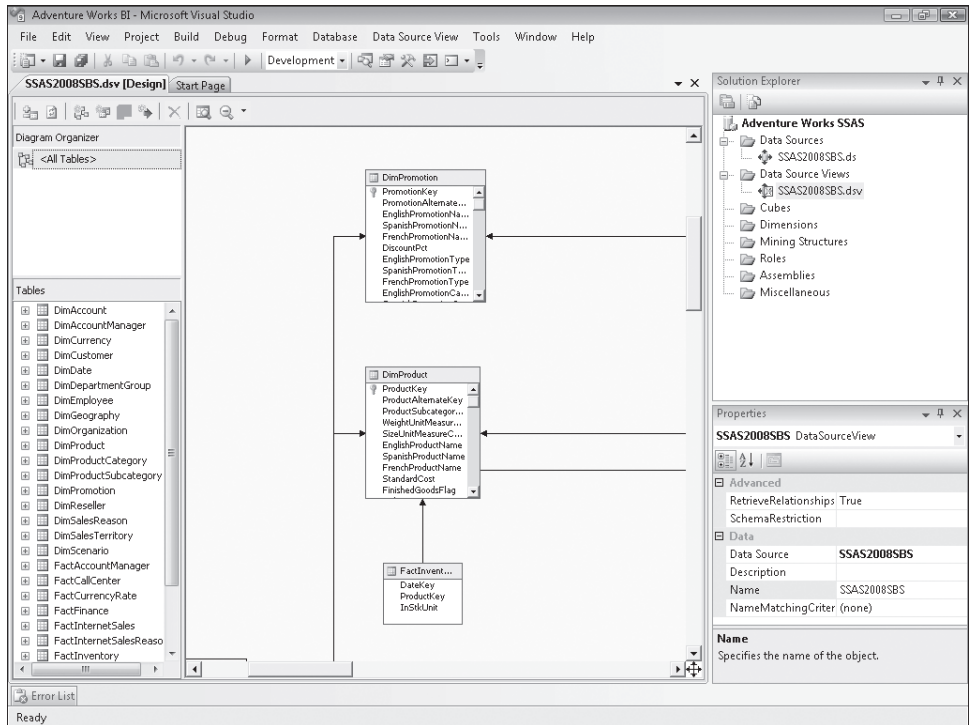 Adventure Works BI - Microsoft Visual Studio
File Edit View Project Build Debug Format Database Data Source View Tools Window Help
Development
SSAS2008SBS.dsv [Design] Start Page
Diagram Organizer
<All Tables>
Tables
DimAccount
DimAccountManager
DimCurrency
DimCustomer
DimDate
DimDepartmentGroup
DimEmployee
DimGeography
DimOrganization
DimProduct
DimProductCategory
DimProductSubcategory
DimPromotion
DimReseller
DimSalesReason
DimSalesTerritory
DimScenario
FactAccountManager
FactCallCenter
FactCurrencyRate
FactFinance
FactInternetSales
FactInternetSalesReaso
FactInventory
DimPromotion
PromotionKey
PromotionAlternate...
EnglishPromotionNa...
SpanishPromotionN...
FrenchPromotionNa...
DiscountPct
EnglishPromotionType
SpanishPromotionT...
FrenchPromotionType
EnglishPromotionCa...
DimProduct
ProductKey
ProductAlternateKey
ProductSubcategor...
WeightUnitMeasur...
SizeUnitMeasureC...
EnglishProductName
SpanishProductName
FrenchProductName
StandardCost
FinishedGoodsFlag
FactInvent...
DateKey
ProductKey
InStkUnit
Solution Explorer
Adventure Works SSAS
Data Sources
SSAS2008SBS.ds
Data Source Views
SSAS2008SBS.dsv
Cubes
Dimensions
Mining Structures
Roles
Assemblies
Miscellaneous
Properties
SSAS2008SBS DataSourceView
Advanced
RetrieveRelationships True
SchemaRestriction
Data
Data Source SSAS2008SBS
Description
Name SSAS2008SBS
NameMatchingCriter (none)
Name
Specifies the name of the object.
Error List
Ready